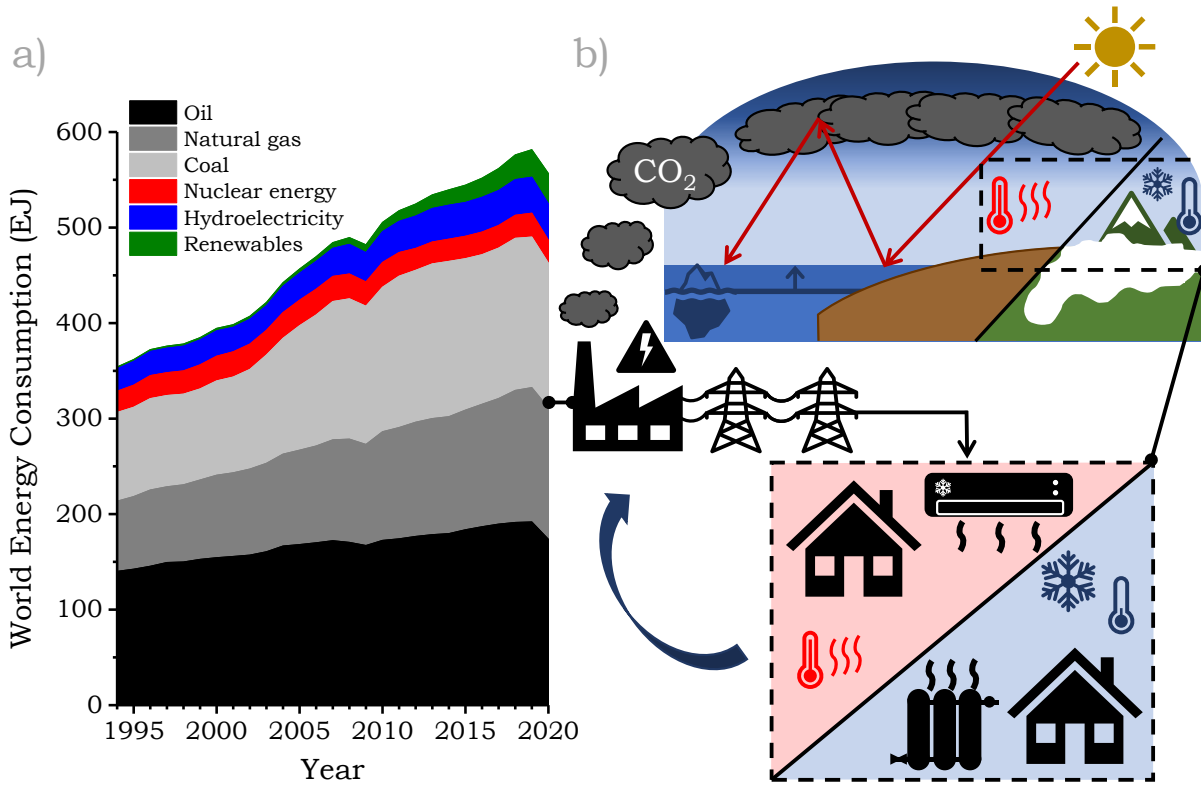 a)
Oil
Natural gas
Coal
Nuclear energy
Hydroelectricity
Renewables
World Energy Consumption (EJ)
600
500
400
300
200
100
0
1995 2000 2005 2010 2015 2020
Year
b)
CO₂